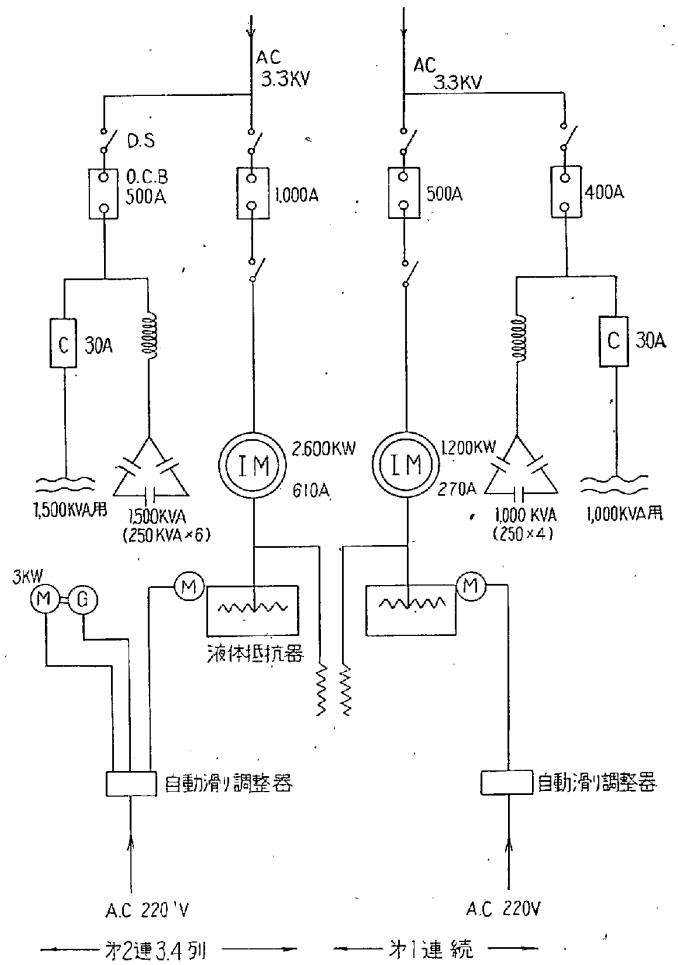 AC
3.3KV
AC
3.3KV
D.S
O.C.B
500A
1,000A
500A
400A
C
30A
C
30A
IM
2.600KW
610A
IM
1.200KW
270A
1,500KVA用
1,500KVA
(250KVA×6)
1,000 KVA
(250×4)
1,000KVA用
3KW
M
G
M
M
液体抵抗器
自動滑り調整器
自動滑り調整器
A.C 220'V
A.C 220V
才2連3.4列
才1連続